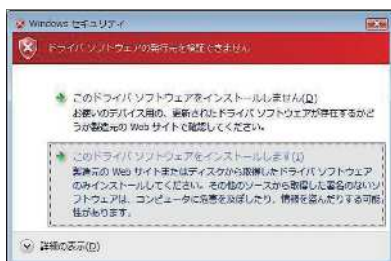 Windows セキュリティ
ドライバ ソフトウェアの発行元を検証できません
このドライバ ソフトウェアをインストールしません(D)
お使いのデバイス用の、更新されたドライバ ソフトウェアが存在するかど
うか製造元の Web サイトで確認してください。
このドライバ ソフトウェアをインストールします(I)
製造元の Web サイトまたはディスクから取得したドライバ ソフトウェア
のみインストールしてください。その他のソースから取得した署名のないソ
フトウェアは、コンピュータに危害を及ぼしたり、情報を盗んだりする可能
性があります。
詳細の表示(D)